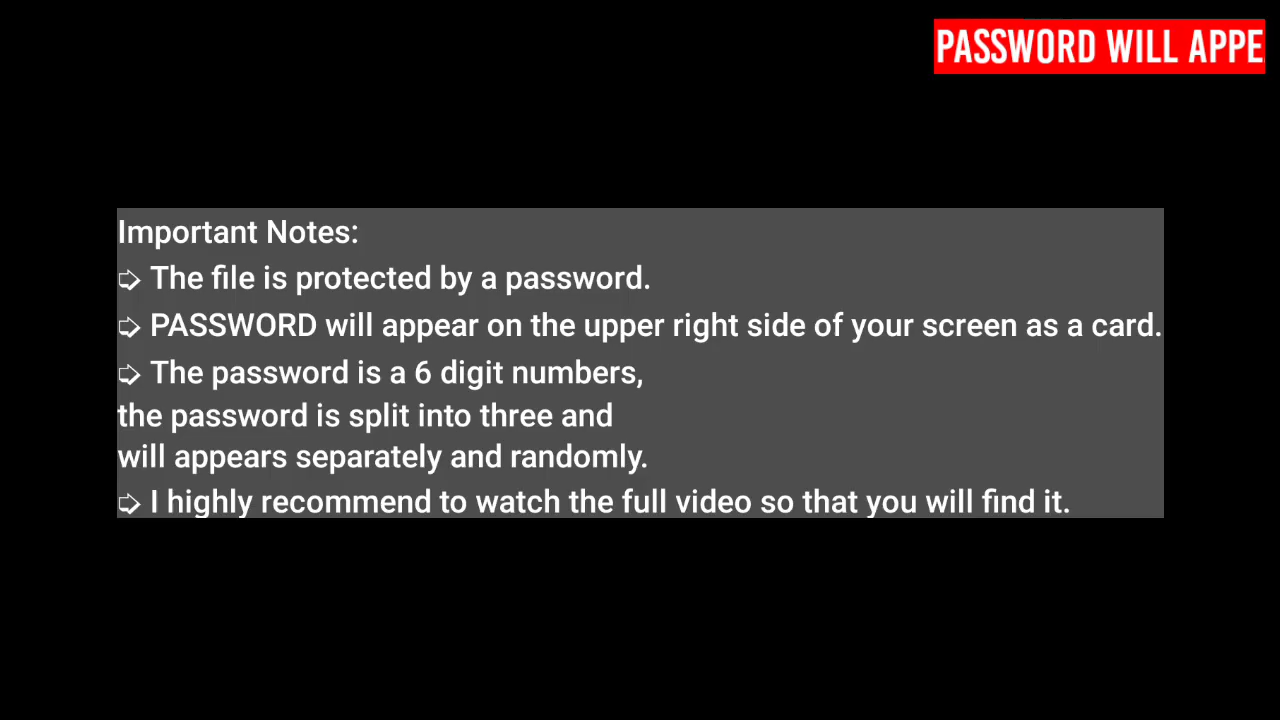 PASSWORD WILL APPE
Important Notes:
➩ The file is protected by a password.
➩ PASSWORD will appear on the upper right side of your screen as a card.
➩ The password is a 6 digit numbers,
the password is split into three and
will appears separately and randomly.
➩ I highly recommend to watch the full video so that you will find it.